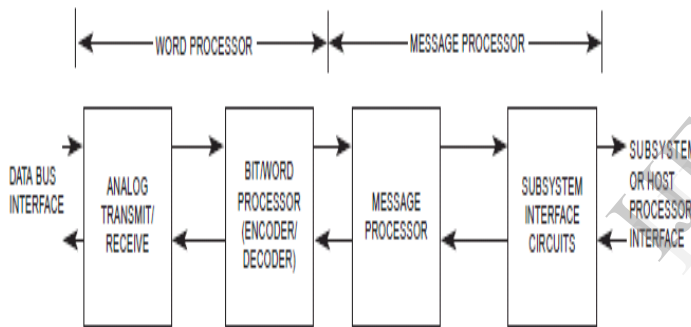 WORD PROCESSOR
MESSAGE PROCESSOR
DATA BUS
INTERFACE
ANALOG
TRANSMIT/
RECEIVE
BIT/WORD
PROCESSOR
(ENCODER/
DECODER)
MESSAGE
PROCESSOR
SUBSYSTEM
INTERFACE
CIRCUITS
SUBSYSTEM
OR HOST
PROCESSOR
INTERFACE